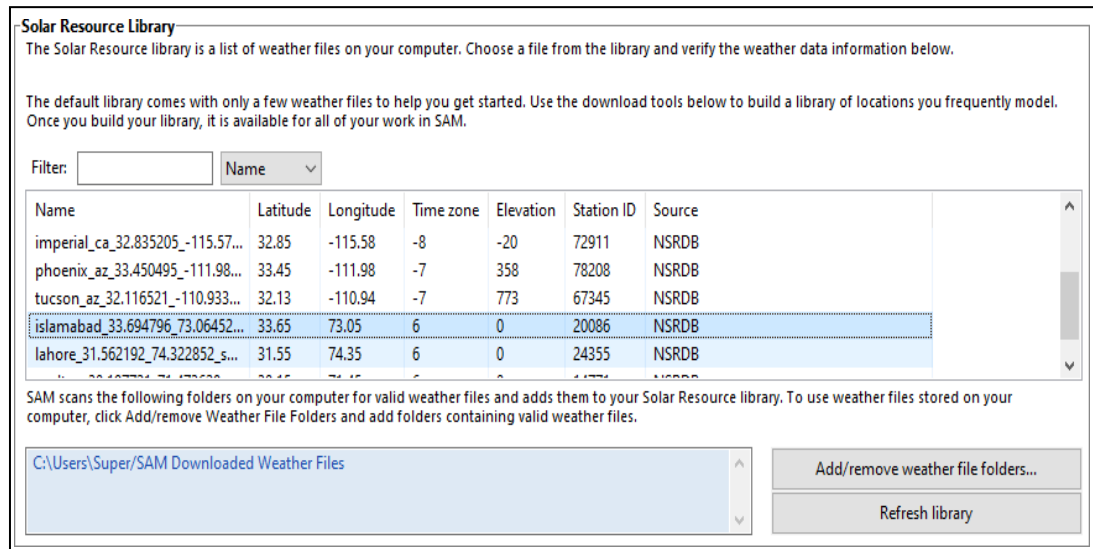 Solar Resource Library
The Solar Resource library is a list of weather files on your computer. Choose a file from the library and verify the weather data information below.
The default library comes with only a few weather files to help you get started. Use the download tools below to build a library of locations you frequently model.
Once you build your library, it is available for all of your work in SAM.
Filter: Name
Name Latitude Longitude Time zone Elevation Station ID Source
imperial_ca_32.835205_-115.57... 32.85 -115.58 -8 -20 72911 NSRDB
phoenix_az_33.450495_-111.98... 33.45 -111.98 -7 358 78208 NSRDB
tucson_az_32.116521_-110.933... 32.13 -110.94 -7 773 67345 NSRDB
islamabad_33.694796_73.06452... 33.65 73.05 6 0 20086 NSRDB
lahore_31.562192_74.322852_s... 31.55 74.35 6 0 24355 NSRDB
SAM scans the following folders on your computer for valid weather files and adds them to your Solar Resource library. To use weather files stored on your
computer, click Add/remove Weather File Folders and add folders containing valid weather files.
C:\Users\Super/SAM Downloaded Weather Files
Add/remove weather file folders...
Refresh library